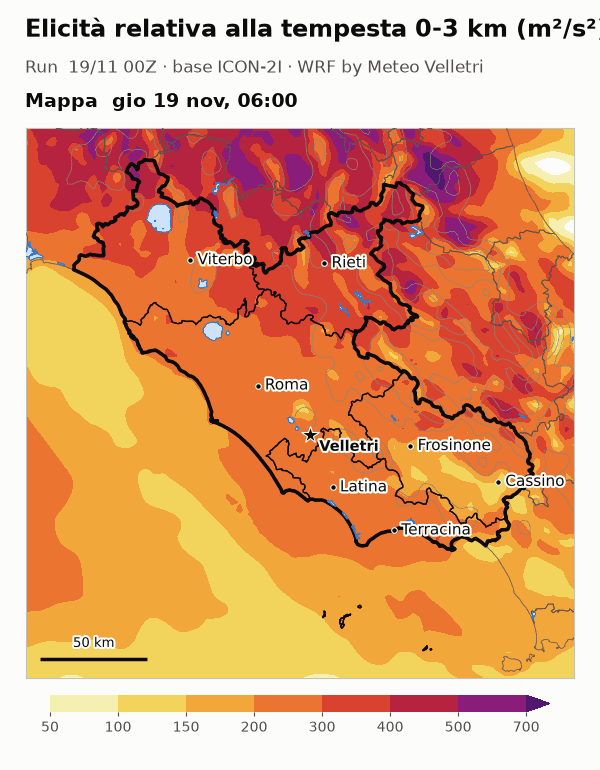 Elicità relativa alla tempesta 0-3 km (m²/s²)
Run 19/11 00Z · base ICON-2I · WRF by Meteo Velletri
Mappa gio 19 nov, 06:00
Viterbo
Rieti
Roma
Velletri
Frosinone
Cassino
Latina
Terracina
50 km
50 100 150 200 300 400 500 700